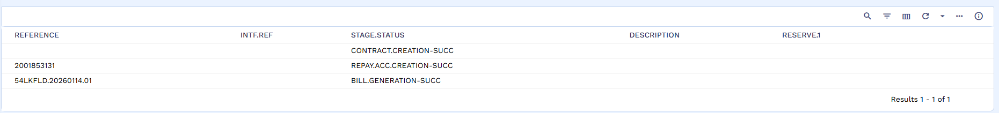 REFERENCE INTF.REF STAGE.STATUS DESCRIPTION RESERVE.1
CONTRACT.CREATION-SUCC
2001853131 REPAY.ACC.CREATION-SUCC
54LKFLD.20260114.01 BILL.GENERATION-SUCC
Results 1 - 1 of 1